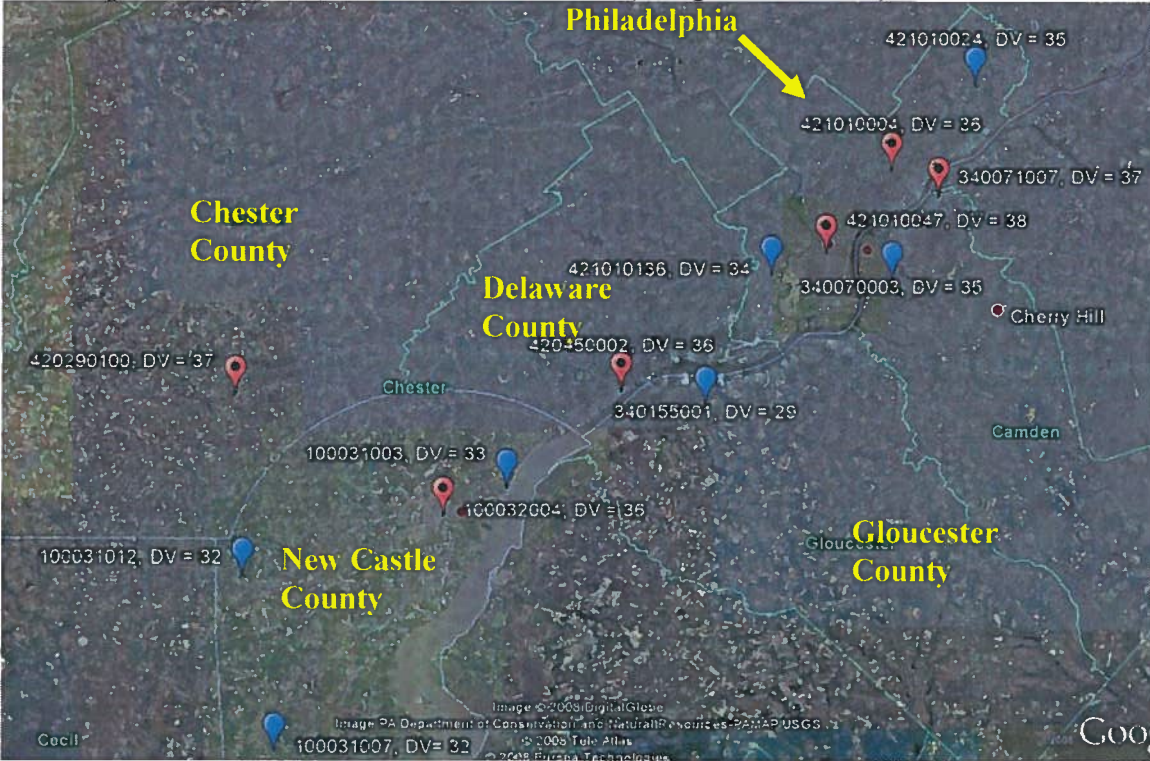 Philadelphia
421010024, DV = 35
421010004, DV = 36
340071007, DV = 37
Chester
County
421010047, DV = 38
421010136, DV = 34
340070003, DV = 35
Delaware
County
Cherry Hill
420450002, DV = 36
420290100, DV = 37
Chester
340155001, DV = 29
Camden
100031003, DV = 33
100032004, DV = 36
Gloucester
Gloucester
County
100031012, DV = 32
New Castle
County
Image © 2008 DigitalGlobe
Image PA Department of Conservation and Natural Resources-PAMAP/USGS
Cecil
100031007, DV= 32
© 2008 Tele Atlas
© 2008 Europa Technologies
Goo